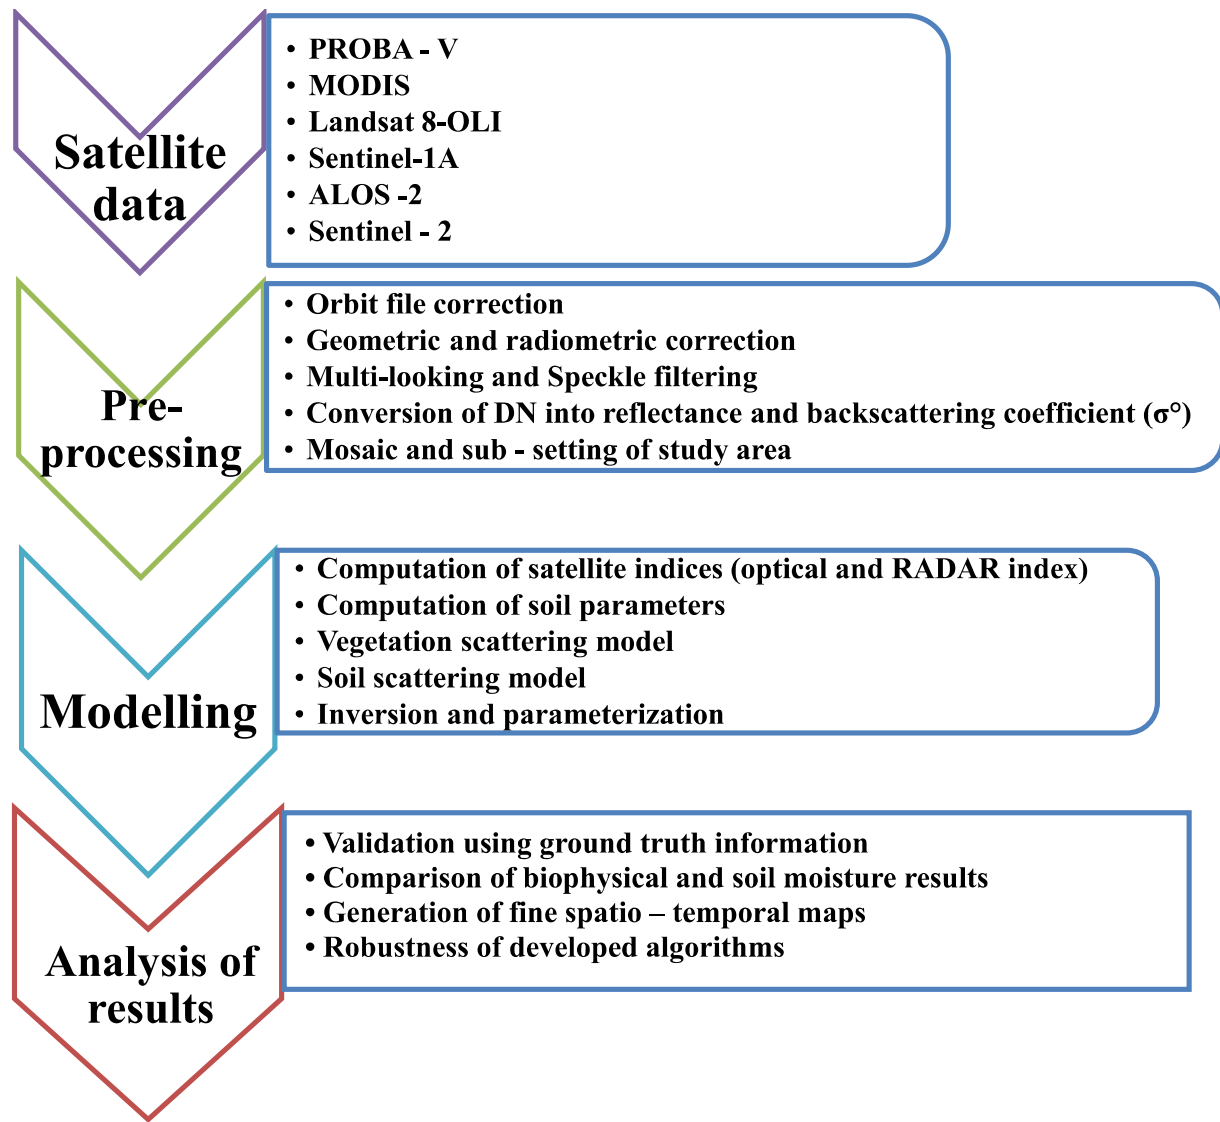 Satellite
data
• PROBA - V
• MODIS
• Landsat 8-OLI
• Sentinel-1A
• ALOS -2
• Sentinel - 2
Pre-
processing
• Orbit file correction
• Geometric and radiometric correction
• Multi-looking and Speckle filtering
• Conversion of DN into reflectance and backscattering coefficient (σ°)
• Mosaic and sub - setting of study area
Modelling
• Computation of satellite indices (optical and RADAR index)
• Computation of soil parameters
• Vegetation scattering model
• Soil scattering model
• Inversion and parameterization
Analysis of
results
• Validation using ground truth information
• Comparison of biophysical and soil moisture results
• Generation of fine spatio – temporal maps
• Robustness of developed algorithms